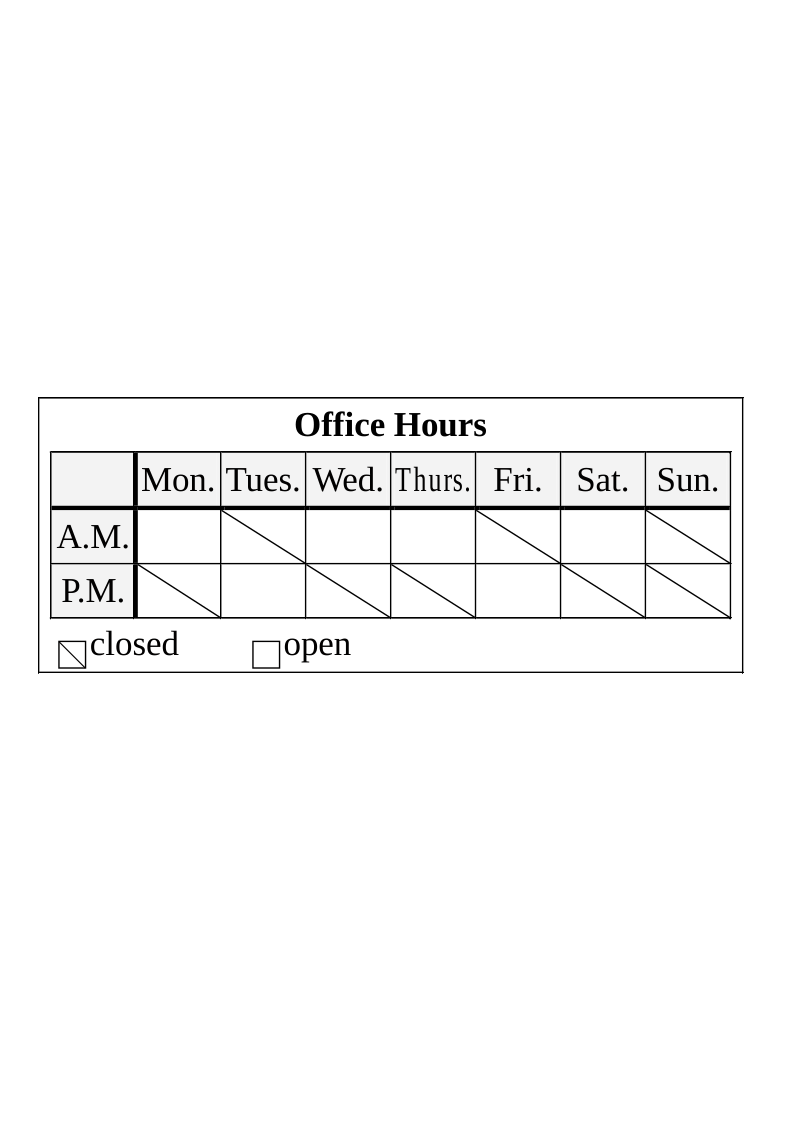 Office Hours
Mon. Tues. Wed. Thurs. Fri. Sat. Sun.
A.M.
P.M.
closed open